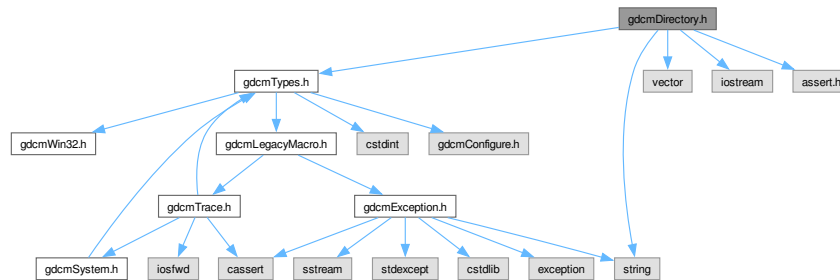 gdcmDirectory.h
gdcmTypes.h
vector
iostream
assert.h
gdcmWin32.h
gdcmLegacyMacro.h
cstdint
gdcmConfigure.h
gdcmTrace.h
gdcmException.h
gdcmSystem.h
iosfwd
cassert
sstream
stdexcept
cstdlib
exception
string